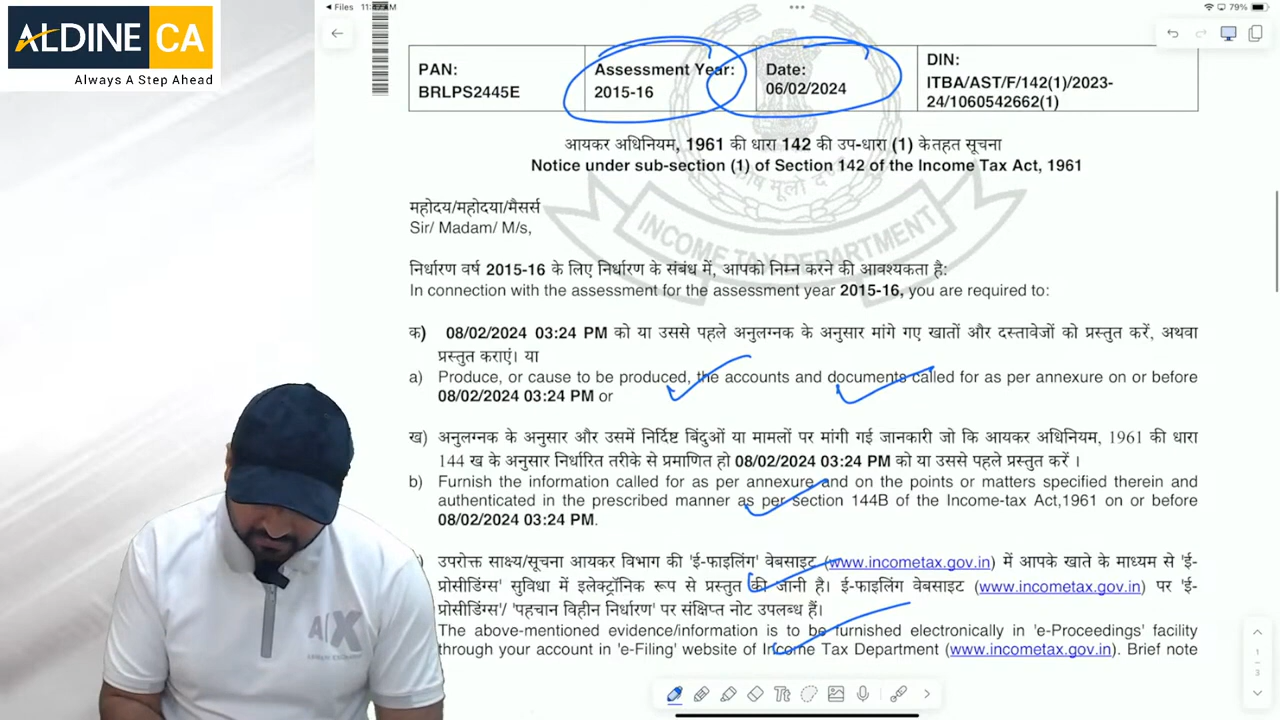 ALDINE CA
Always A Step Ahead
Files
79%
PAN:
BRLPS2445E
Assessment Year:
2015-16
Date:
06/02/2024
DIN:
ITBA/AST/F/142(1)/2023-
24/1060542662(1)
आयकर अधिनियम, 1961 की धारा 142 की उप-धारा (1) के तहत सूचना
Notice under sub-section (1) of Section 142 of the Income Tax Act, 1961
INCOME TAX DEPARTMENT
महोदय/महोदया/मैसर्स
Sir/ Madam/ M/s,
निर्धारण वर्ष 2015-16 के लिए निर्धारण के संबंध में, आपको निम्न करने की आवश्यकता है:
In connection with the assessment for the assessment year 2015-16, you are required to:
क) 08/02/2024 03:24 PM को या उससे पहले अनुलग्नक के अनुसार मांगे गए खातों और दस्तावेजों को प्रस्तुत करें, अथवा
प्रस्तुत कराएं। या
a) Produce, or cause to be produced, the accounts and documents called for as per annexure on or before
08/02/2024 03:24 PM or
ख) अनुलग्नक के अनुसार और उसमें निर्दिष्ट बिंदुओं या मामलों पर मांगी गई जानकारी जो कि आयकर अधिनियम, 1961 की धारा
144 ख के अनुसार निर्धारित तरीके से प्रमाणित हो 08/02/2024 03:24 PM को या उससे पहले प्रस्तुत करें ।
b) Furnish the information called for as per annexure and on the points or matters specified therein and
authenticated in the prescribed manner as per section 144B of the Income-tax Act,1961 on or before
08/02/2024 03:24 PM.
उपरोक्त साक्ष्य/सूचना आयकर विभाग की 'ई-फाइलिंग' वेबसाइट (www.incometax.gov.in) में आपके खाते के माध्यम से 'ई-
प्रोसीडिंग्स' सुविधा में इलेक्ट्रॉनिक रूप से प्रस्तुत की जानी है। ई-फाइलिंग वेबसाइट (www.incometax.gov.in) पर 'ई-
प्रोसीडिंग्स'/ 'पहचान विहीन निर्धारण' पर संक्षिप्त नोट उपलब्ध हैं।
The above-mentioned evidence/information is to be furnished electronically in 'e-Proceedings' facility
through your account in 'e-Filing' website of Income Tax Department (www.incometax.gov.in). Brief note
Tt
1
3